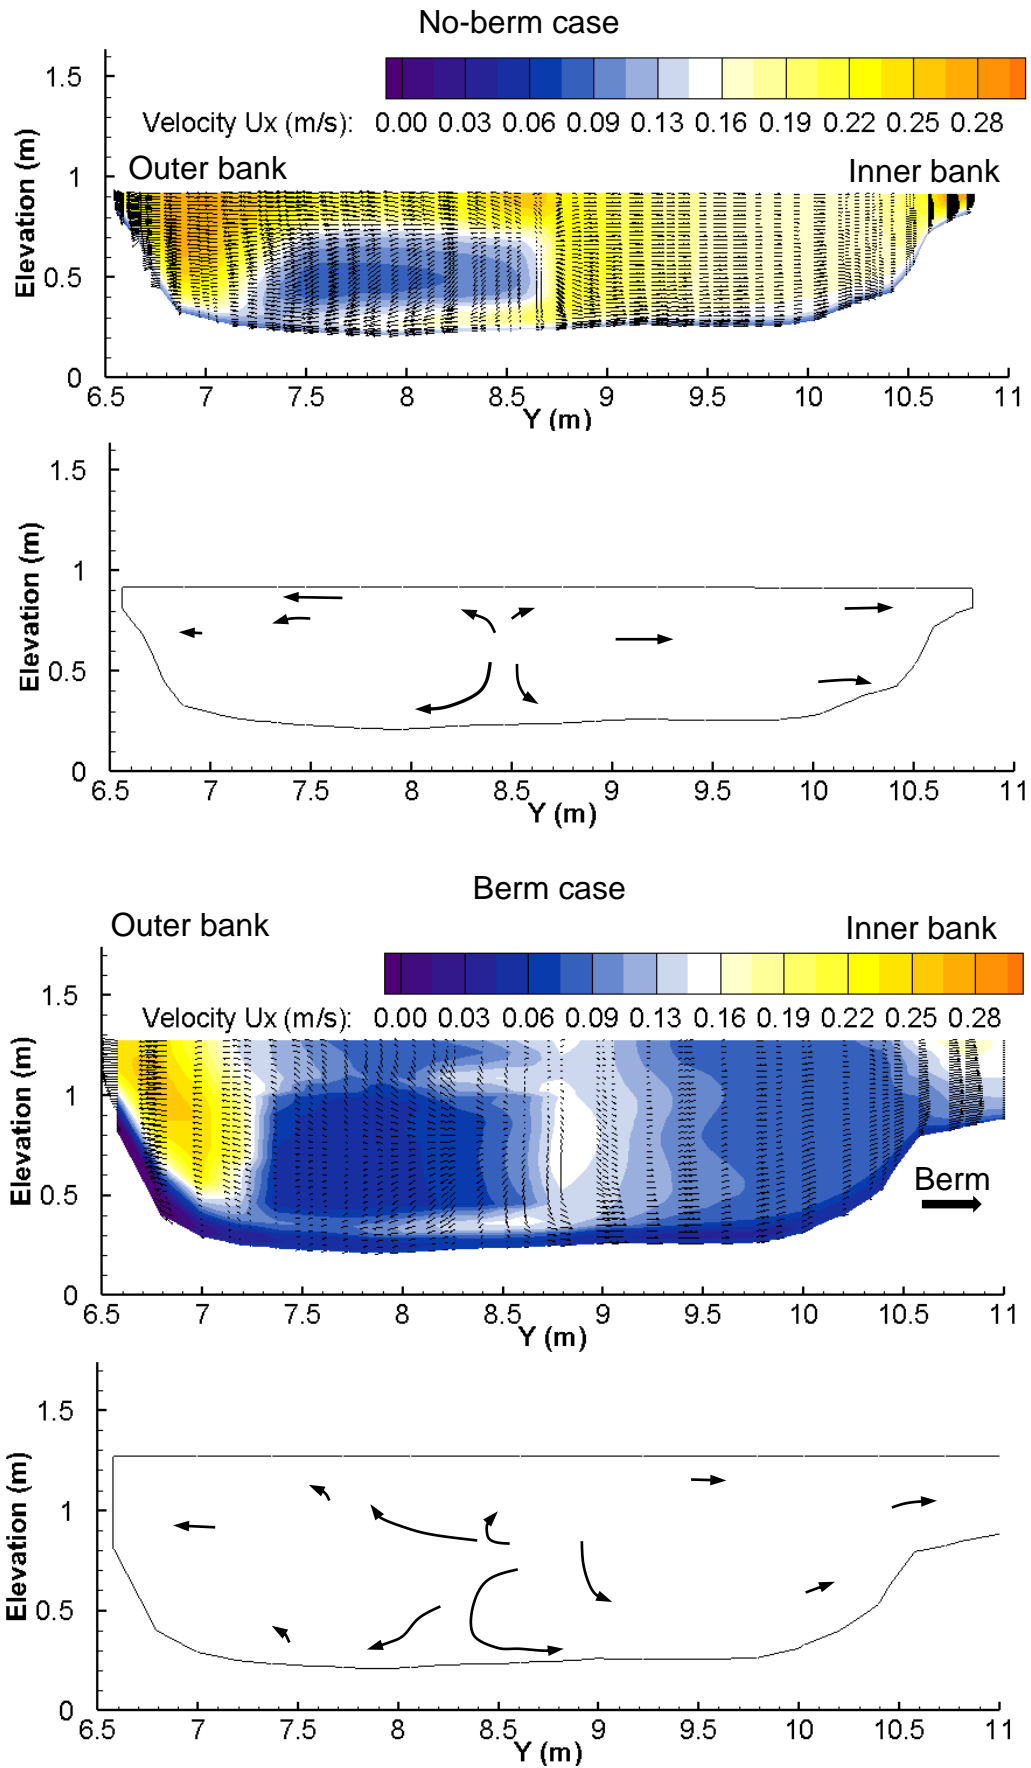 No-berm case
Velocity Ux (m/s): 0.00 0.03 0.06 0.09 0.13 0.16 0.19 0.22 0.25 0.28
Outer bank Inner bank
Elevation (m)
1.5
1
0.5
0
6.5 7 7.5 8 8.5 9 9.5 10 10.5 11
Y (m)
Elevation (m)
1.5
1
0.5
0
6.5 7 7.5 8 8.5 9 9.5 10 10.5 11
Y (m)
Berm case
Outer bank Inner bank
Velocity Ux (m/s): 0.00 0.03 0.06 0.09 0.13 0.16 0.19 0.22 0.25 0.28
Elevation (m)
1.5
1
0.5
0
Berm
6.5 7 7.5 8 8.5 9 9.5 10 10.5 11
Y (m)
Elevation (m)
1.5
1
0.5
0
6.5 7 7.5 8 8.5 9 9.5 10 10.5 11
Y (m)